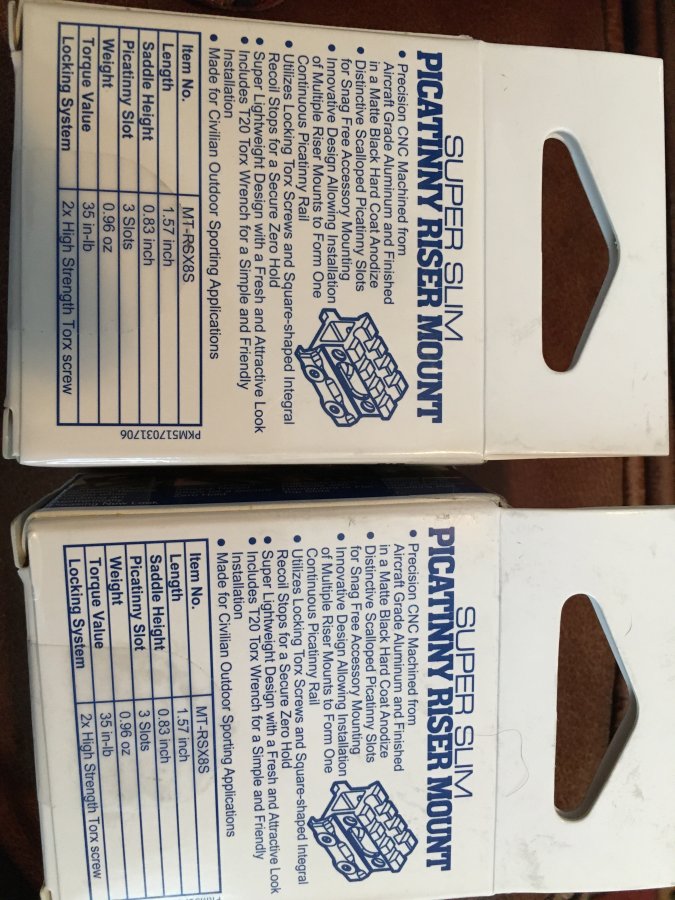 SUPER SLIM
PICATINNY RISER MOUNT
• Precision CNC Machined from
Aircraft Grade Aluminum and Finished
in a Matte Black Hard Coat Anodize
• Distinctive Scalloped Picatinny Slots
for Snag Free Accessory Mounting
• Innovative Design Allowing Installation
of Multiple Riser Mounts to Form One
Continuous Picatinny Rail
• Utilizes Locking Torx Screws and Square-shaped Integral
Recoil Stops for a Secure Zero Hold
• Super Lightweight Design with a Fresh and Attractive Look
• Includes T20 Torx Wrench for a Simple and Friendly
Installation
• Made for Civilian Outdoor Sporting Applications
Item No. MT-RSX8S
Length 1.57 inch
Saddle Height 0.83 inch
Picatinny Slot 3 Slots
Weight 0.96 oz
Torque Value 35 in-lb
Locking System 2x High Strength Torx screw
PKM517031706
SUPER SLIM
PICATINNY RISER MOUNT
• Precision CNC Machined from
Aircraft Grade Aluminum and Finished
in a Matte Black Hard Coat Anodize
• Distinctive Scalloped Picatinny Slots
for Snag Free Accessory Mounting
• Innovative Design Allowing Installation
of Multiple Riser Mounts to Form One
Continuous Picatinny Rail
• Utilizes Locking Torx Screws and Square-shaped Integral
Recoil Stops for a Secure Zero Hold
• Super Lightweight Design with a Fresh and Attractive Look
• Includes T20 Torx Wrench for a Simple and Friendly
Installation
• Made for Civilian Outdoor Sporting Applications
Item No. MT-RSX8S
Length 1.57 inch
Saddle Height 0.83 inch
Picatinny Slot 3 Slots
Weight 0.96 oz
Torque Value 35 in-lb
Locking System 2x High Strength Torx screw